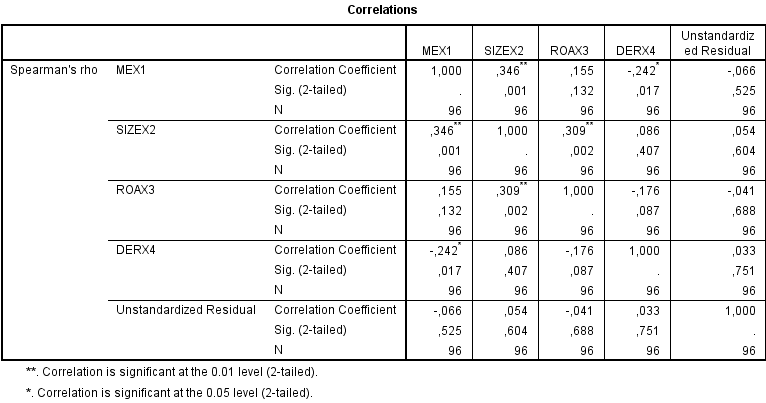 Correlations
MEX1 SIZEX2 ROAX3 DERX4 Unstandardiz
ed Residual
Spearman's rho MEX1 Correlation Coefficient 1,000 ,346** ,155 -,242* -,066
Sig. (2-tailed) . ,001 ,132 ,017 ,525
N 96 96 96 96 96
SIZEX2 Correlation Coefficient ,346** 1,000 ,309** ,086 ,054
Sig. (2-tailed) ,001 . ,002 ,407 ,604
N 96 96 96 96 96
ROAX3 Correlation Coefficient ,155 ,309** 1,000 -,176 -,041
Sig. (2-tailed) ,132 ,002 . ,087 ,688
N 96 96 96 96 96
DERX4 Correlation Coefficient -,242* ,086 -,176 1,000 ,033
Sig. (2-tailed) ,017 ,407 ,087 . ,751
N 96 96 96 96 96
Unstandardized Residual Correlation Coefficient -,066 ,054 -,041 ,033 1,000
Sig. (2-tailed) ,525 ,604 ,688 ,751 .
N 96 96 96 96 96
**. Correlation is significant at the 0.01 level (2-tailed).
*. Correlation is significant at the 0.05 level (2-tailed).